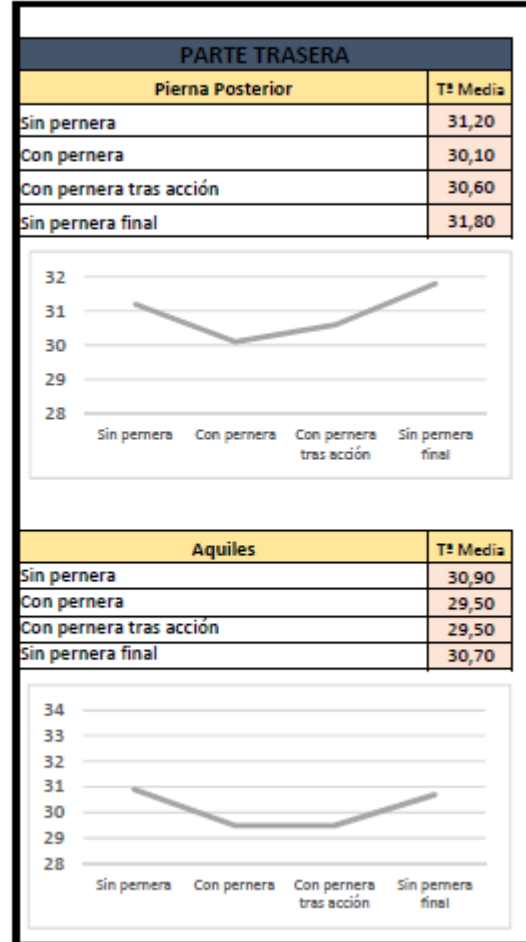 PARTE TRASERA
Pierna Posterior Tª Media
Sin pernera 31,20
Con pernera 30,10
Con pernera tras acción 30,60
Sin pernera final 31,80
32
31
30
29
28
Sin pernera Con pernera Con pernera tras acción Sin pernera final
Aquiles Tª Media
Sin pernera 30,90
Con pernera 29,50
Con pernera tras acción 29,50
Sin pernera final 30,70
34
33
32
31
30
29
28
Sin pernera Con pernera Con pernera tras acción Sin pernera final